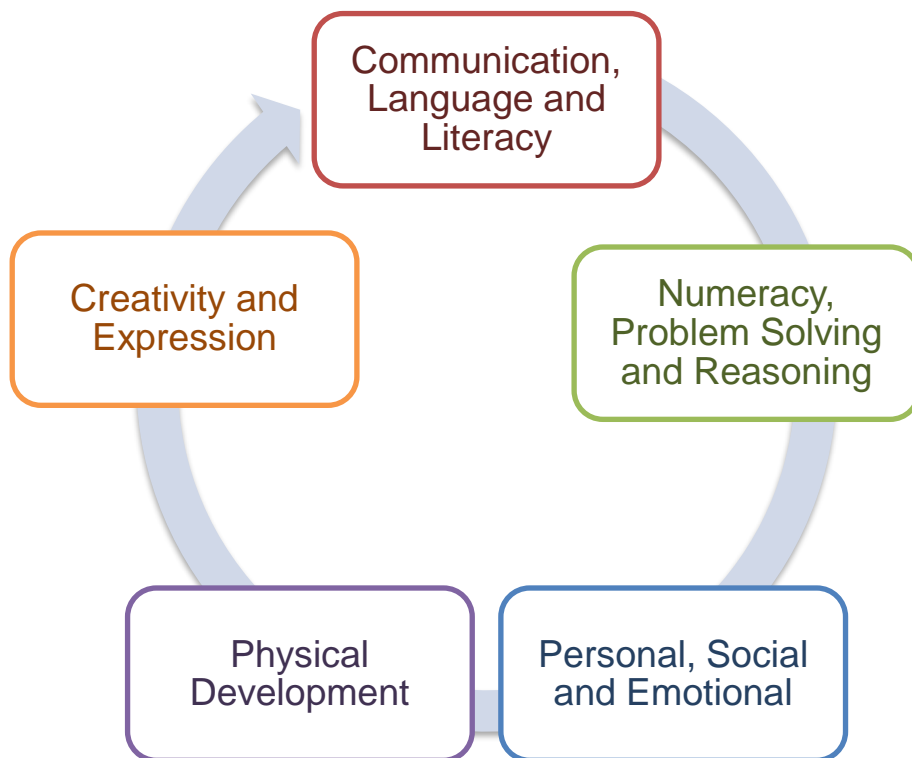 Communication,
Language and
Literacy
Numeracy,
Problem Solving
and Reasoning
Personal, Social
and Emotional
Physical
Development
Creativity and
Expression